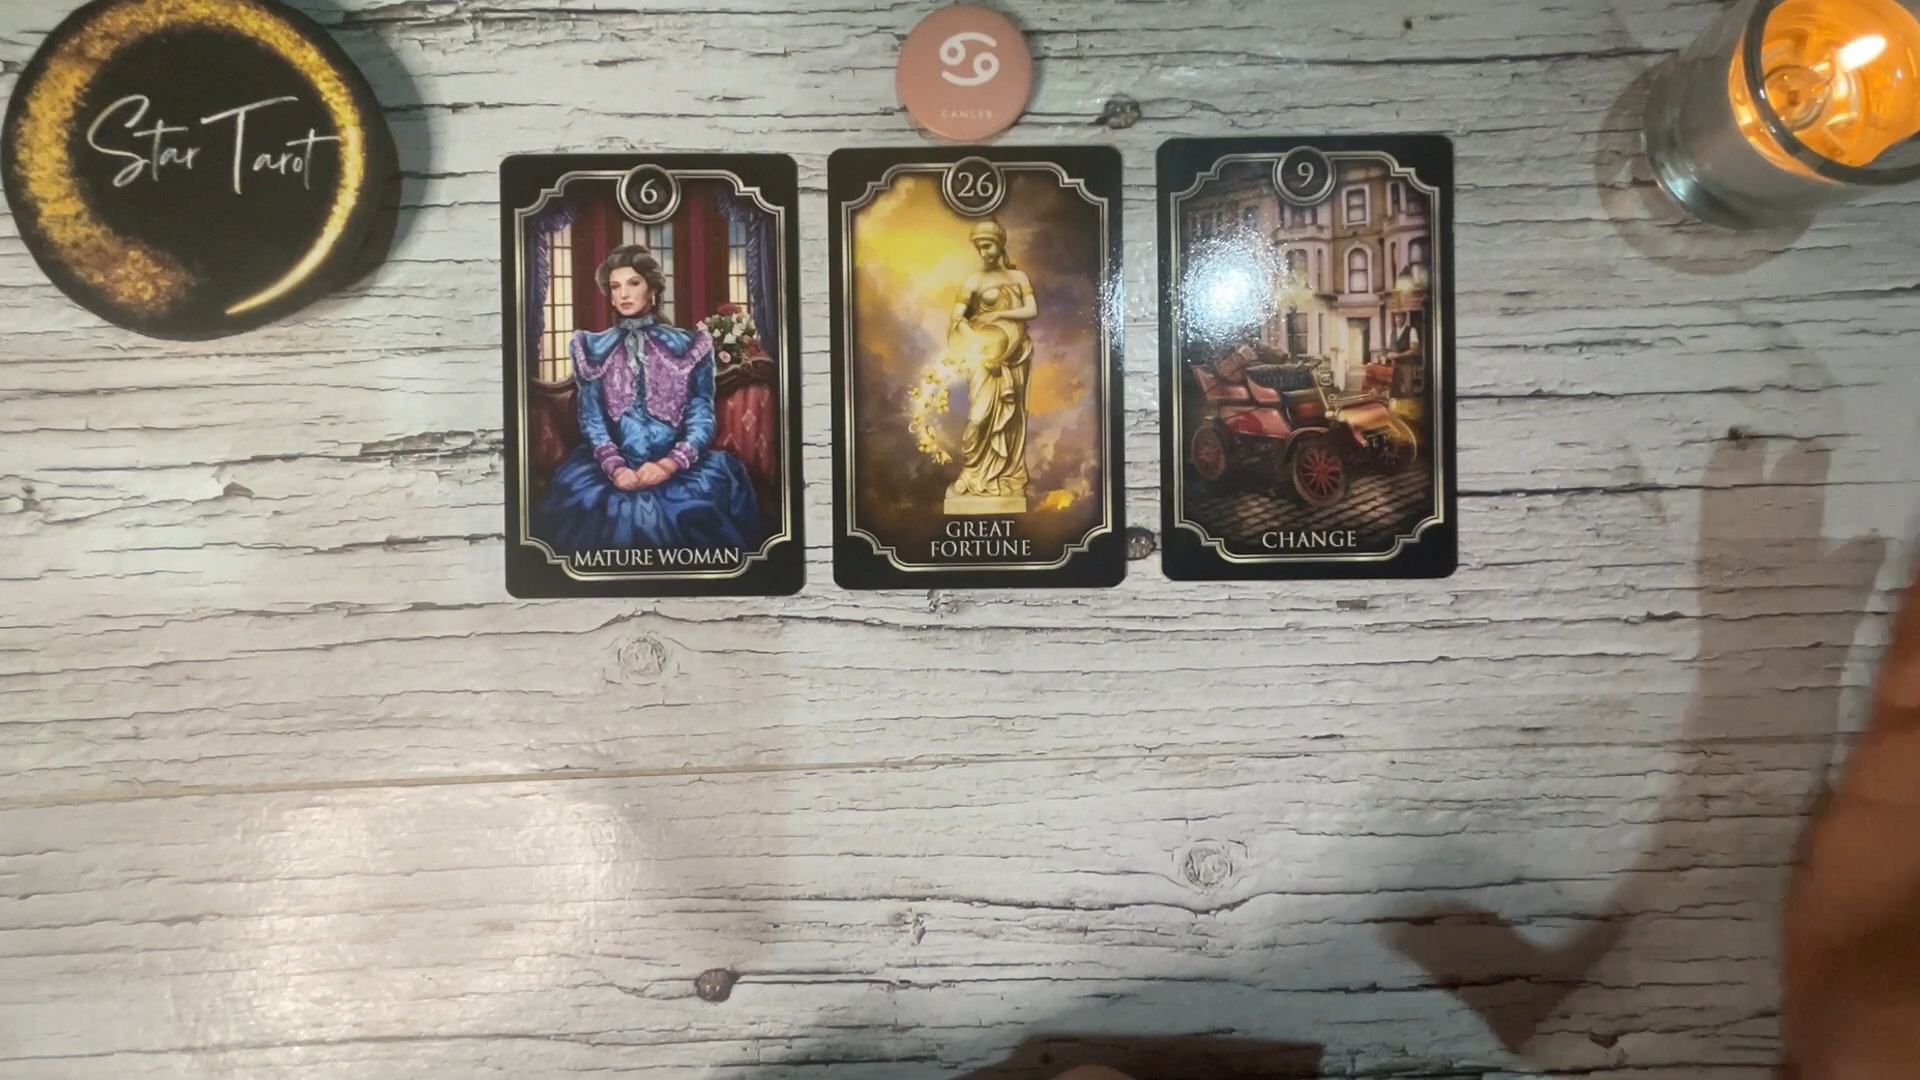 Star Tarot
CANCER
6
MATURE WOMAN
26
GREAT
FORTUNE
9
CHANGE